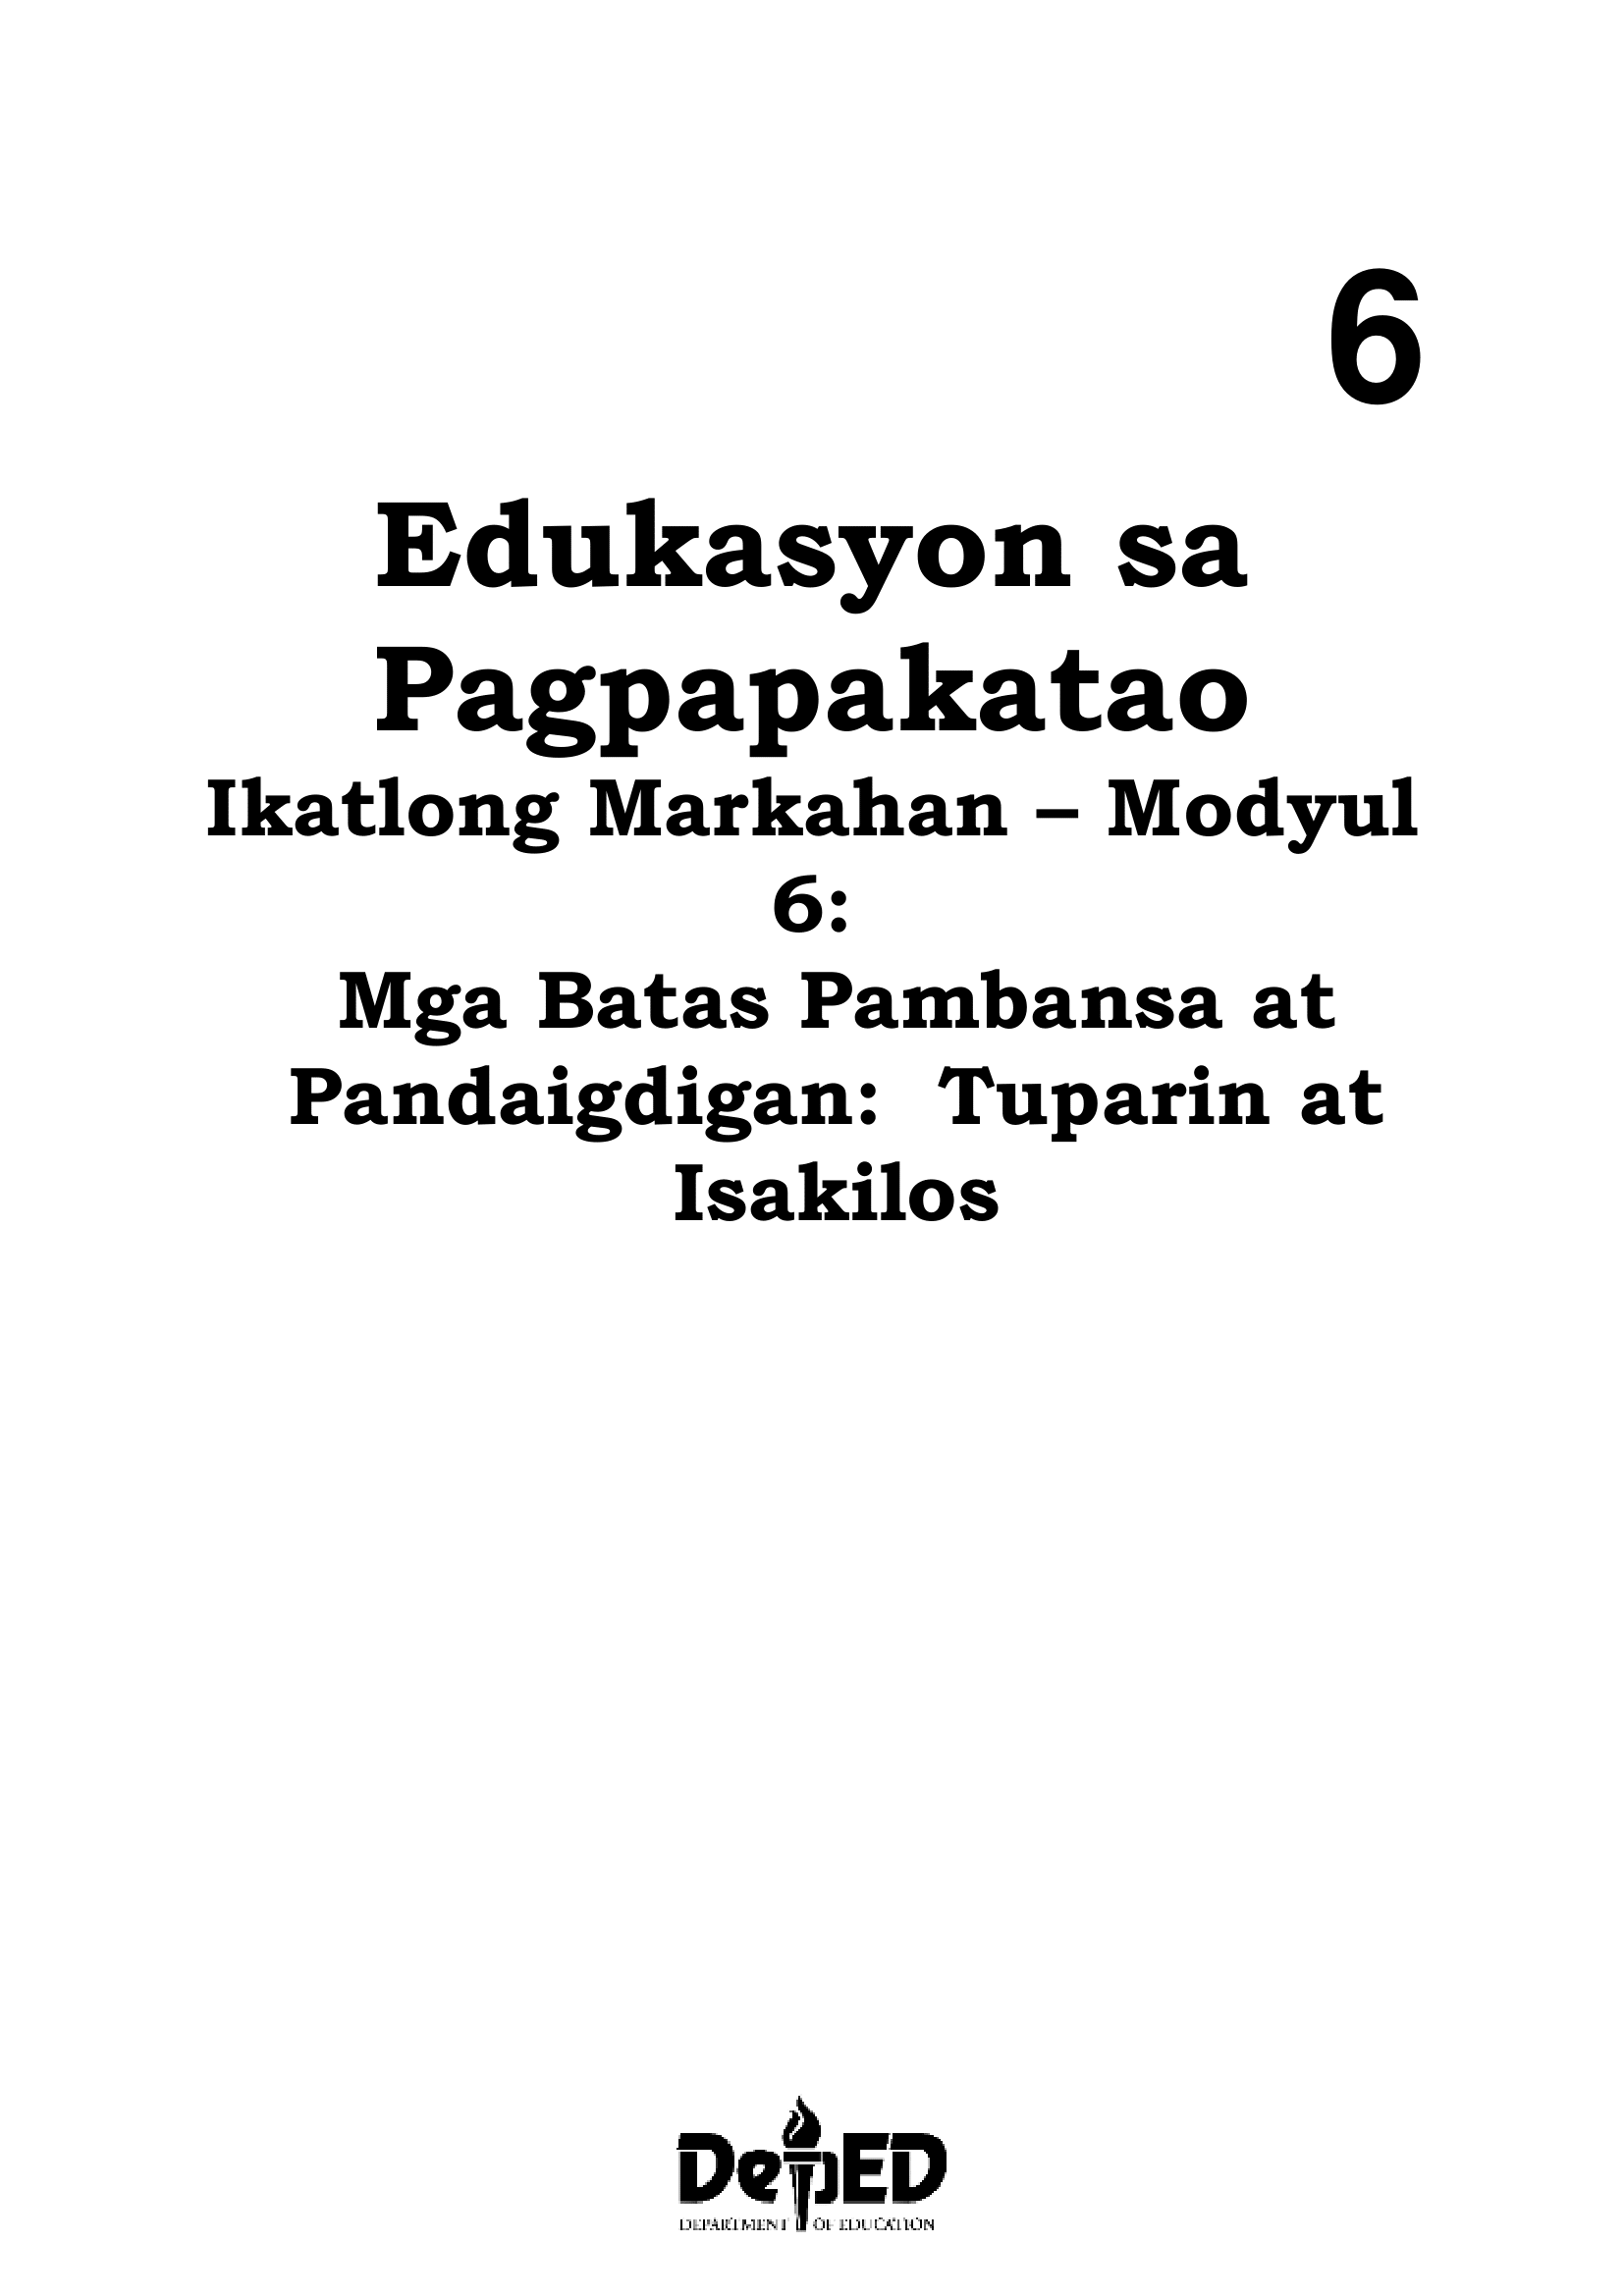 6
Edukasyon sa
Pagpapakatao
Ikatlong Markahan – Modyul
6:
Mga Batas Pambansa at
Pandaigdigan: Tuparin at
Isakilos
DepED
DEPARTMENT OF EDUCATION